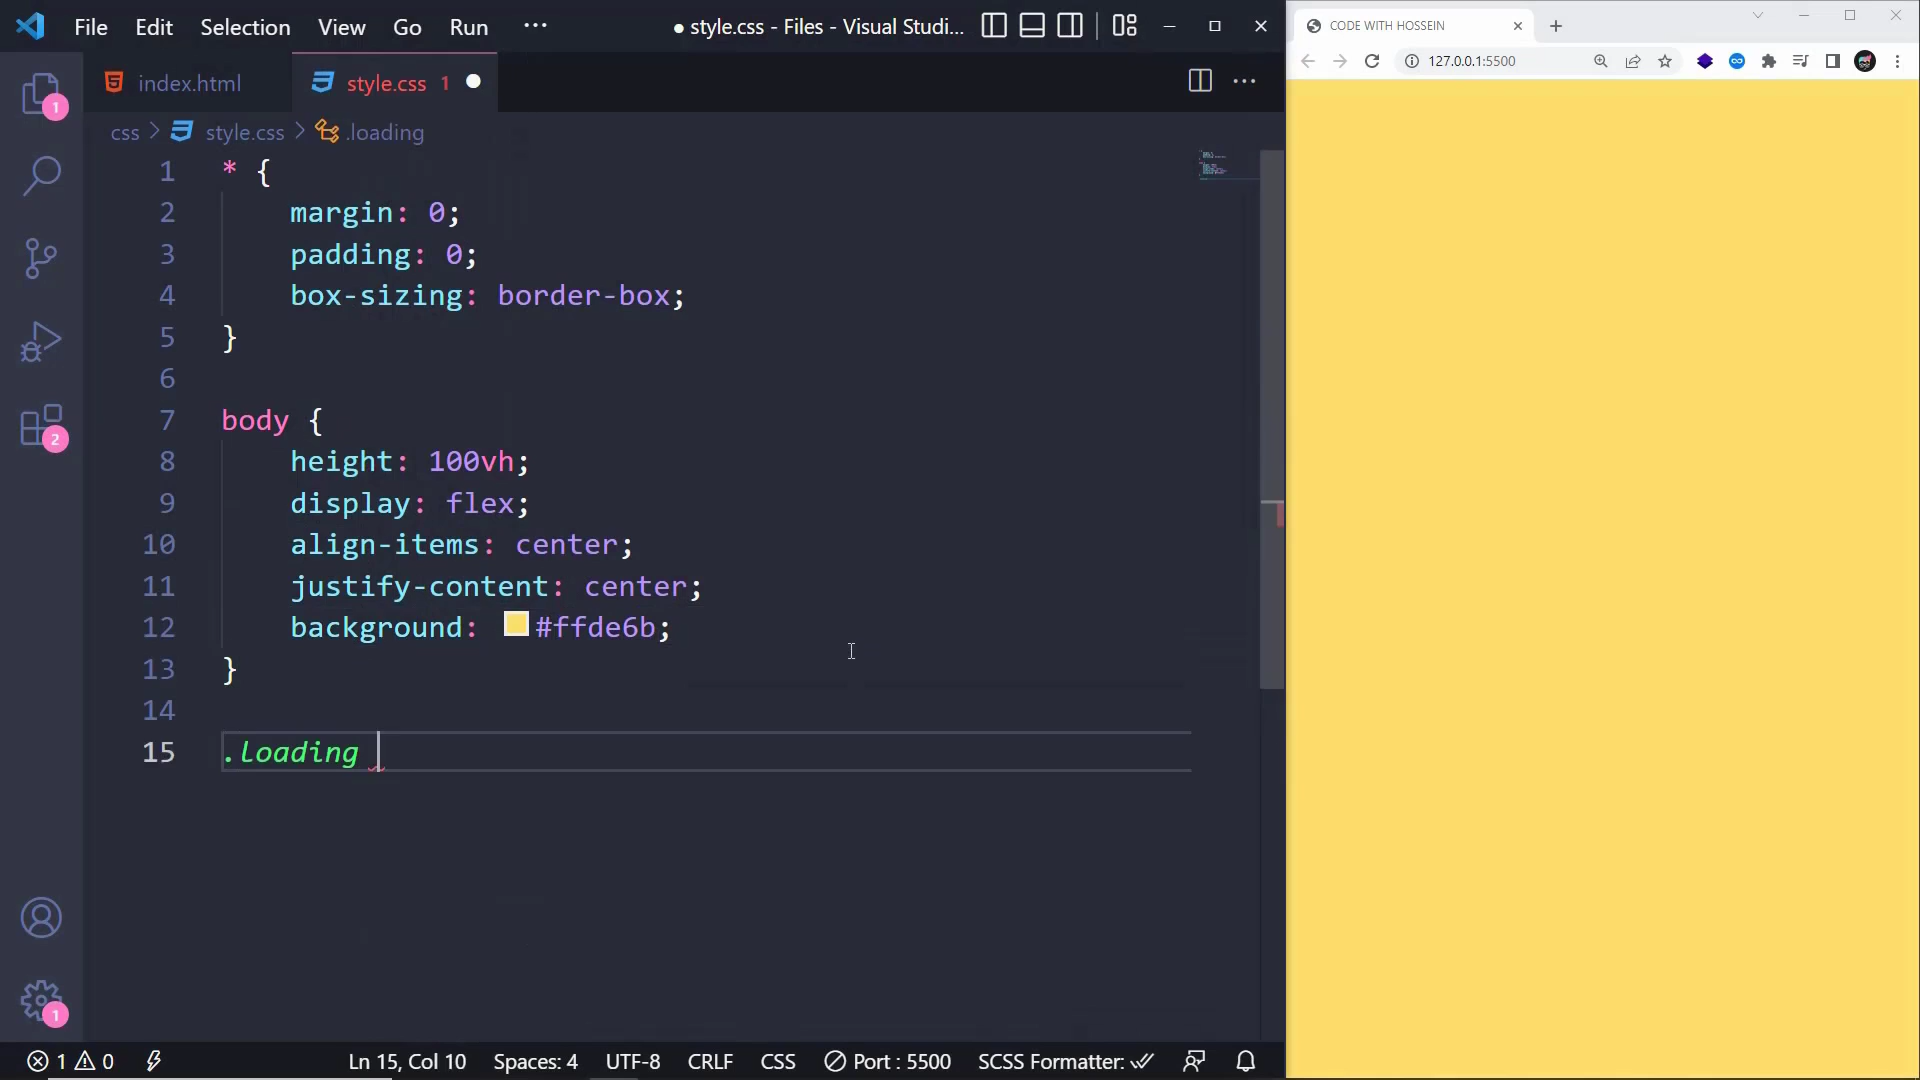 File Edit Selection View Go Run ··· ● style.css - Files - Visual Studi...
index.html style.css 1
css > style.css > .loading
1 * {
2 margin: 0;
3 padding: 0;
4 box-sizing: border-box;
5 }
6
7 body {
8 height: 100vh;
9 display: flex;
10 align-items: center;
11 justify-content: center;
12 background: #ffde6b;
13 }
14
15 .loading
1
2
1
1 0 Ln 15, Col 10 Spaces: 4 UTF-8 CRLF CSS Port : 5500 SCSS Formatter:
CODE WITH HOSSEIN
127.0.0.1:5500